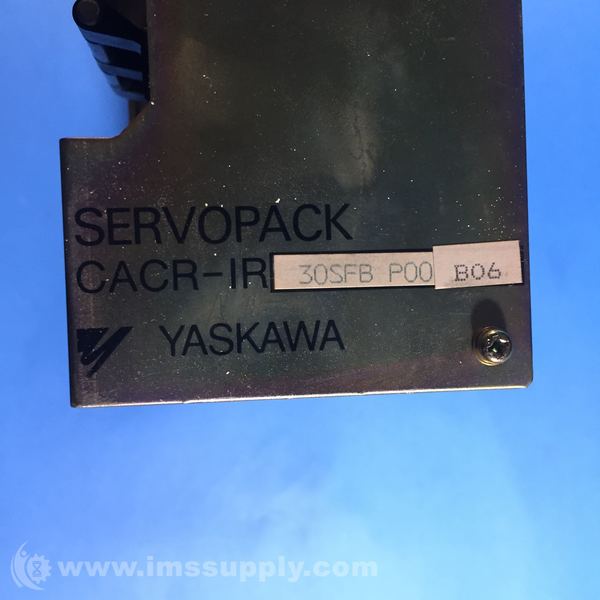 SERVOPACK
CACR-IR 30SFB P00 B06
YASKAWA
www.imssupply.com